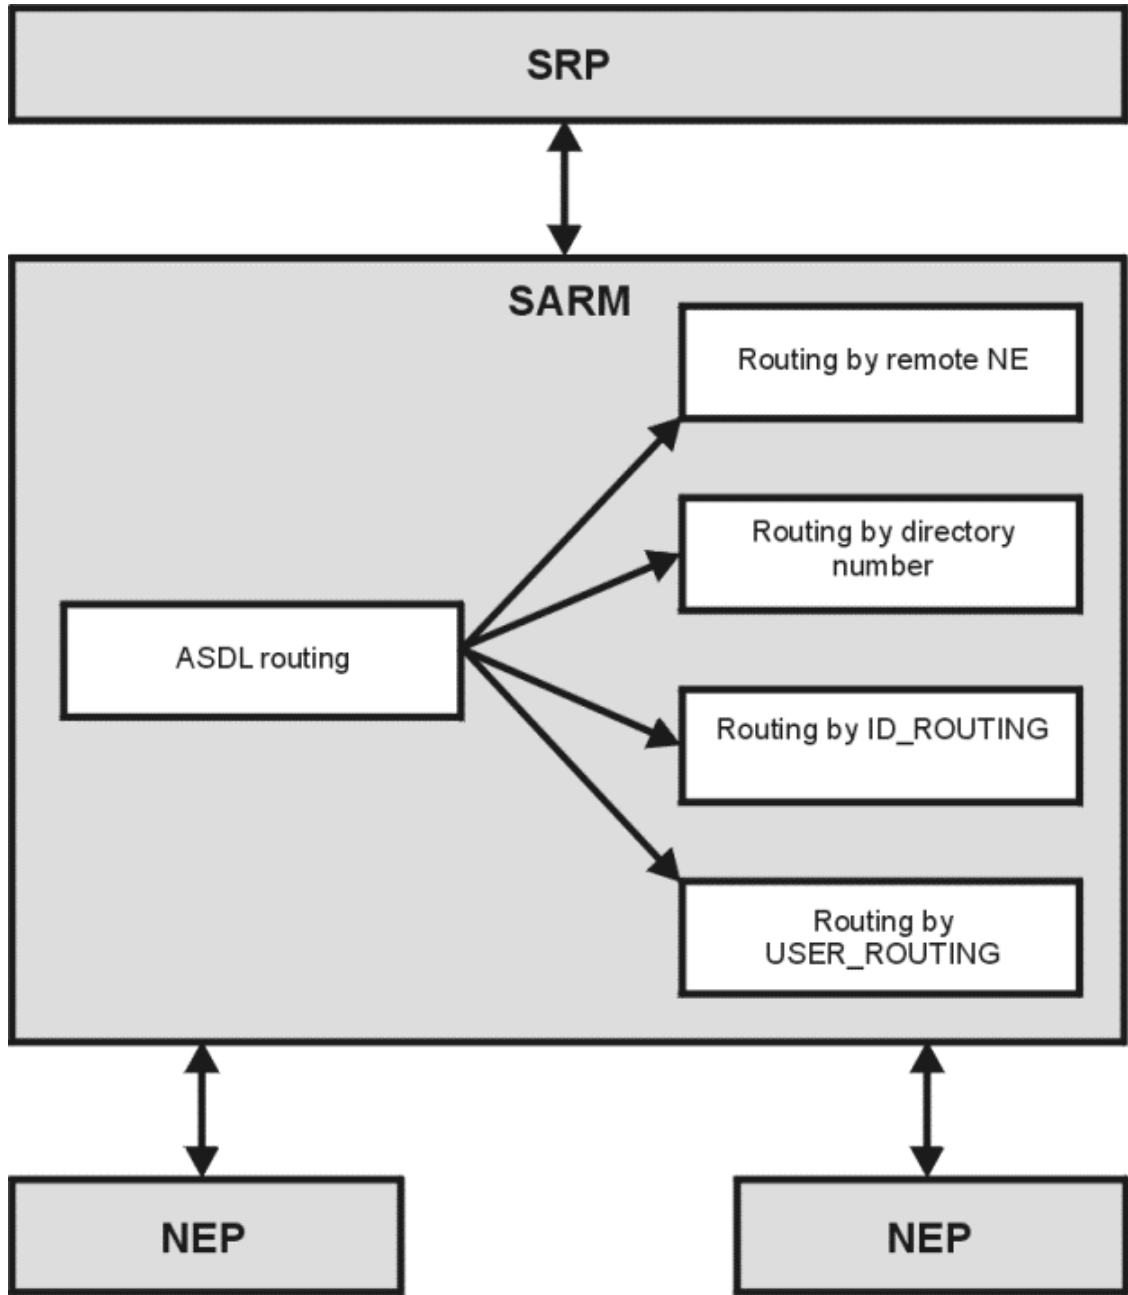 SRP
SARM
Routing by remote NE
Routing by directory
number
ASDL routing
Routing by ID_ROUTING
Routing by
USER_ROUTING
NEP
NEP